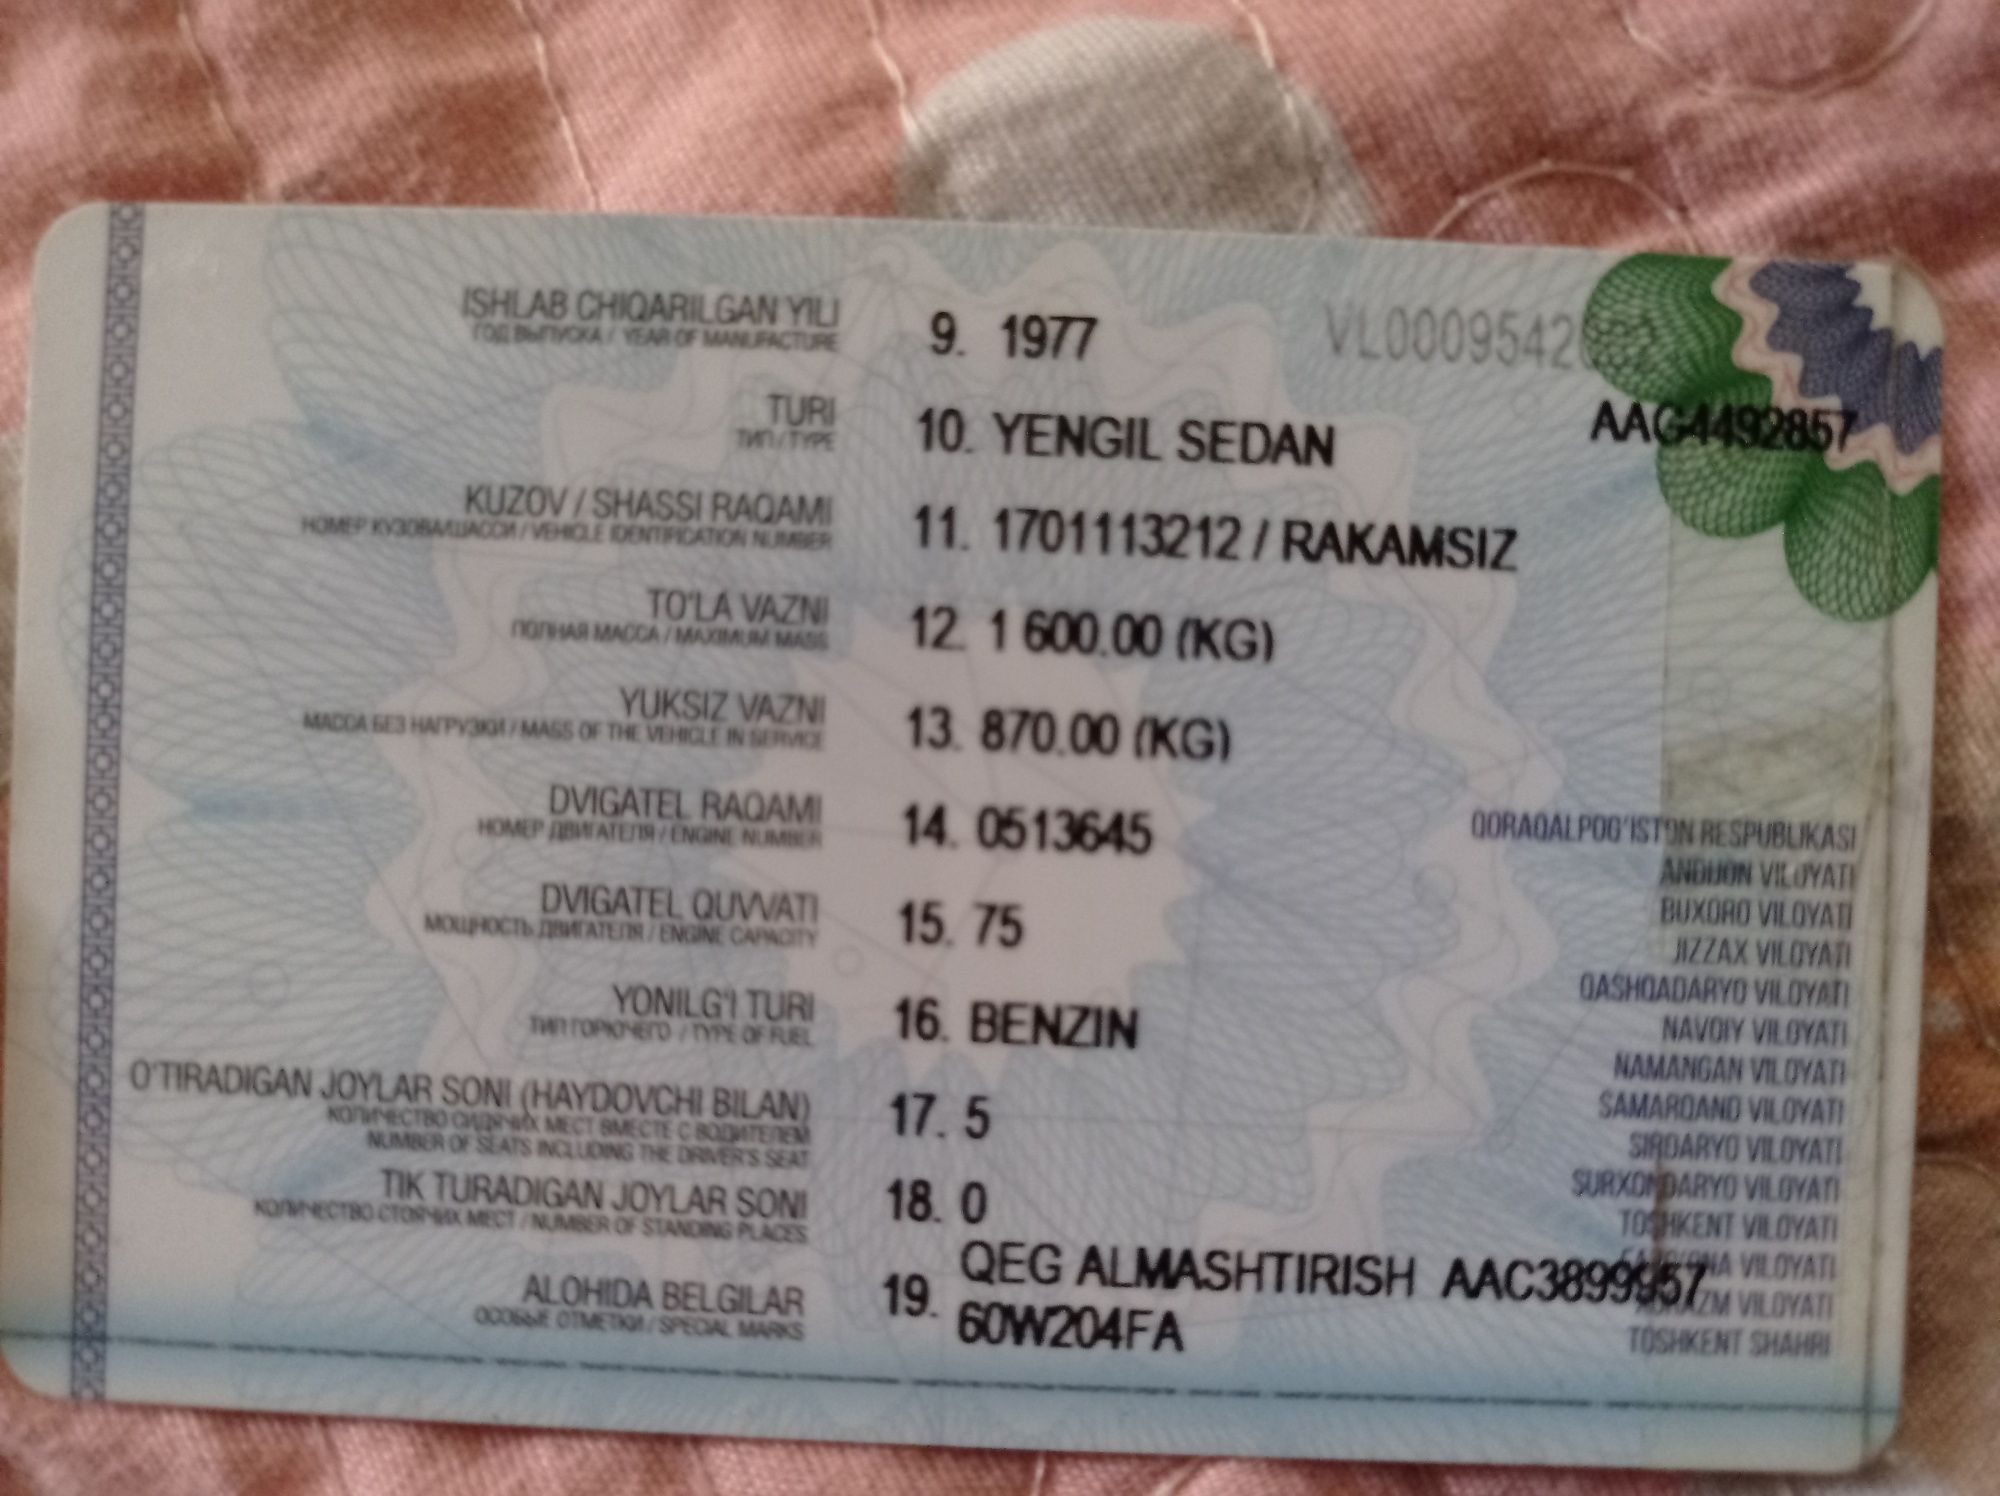 ISHLAB CHIQARILGAN YILI
ГОД ВЫПУСКА / YEAR OF MANUFACTURE
9. 1977
VL0009542
TURI
ТИП / TYPE
10. YENGIL SEDAN
AAG4492857
KUZOV / SHASSI RAQAMI
НОМЕР КУЗОВА/ШАССИ / VEHICLE IDENTIFICATION NUMBER
11. 1701113212 / RAKAMSIZ
TO'LA VAZNI
ПОЛНАЯ МАССА / MAXIMUM MASS
12. 1 600.00 (KG)
YUKSIZ VAZNI
МАССА БЕЗ НАГРУЗКИ / MASS OF THE VEHICLE IN SERVICE
13. 870.00 (KG)
DVIGATEL RAQAMI
НОМЕР ДВИГАТЕЛЯ / ENGINE NUMBER
14. 0513645
DVIGATEL QUVVATI
МОЩНОСТЬ ДВИГАТЕЛЯ / ENGINE CAPACITY
15. 75
YONILG'I TURI
ТИП ГОРЮЧЕГО / TYPE OF FUEL
16. BENZIN
O'TIRADIGAN JOYLAR SONI (HAYDOVCHI BILAN)
КОЛИЧЕСТВО СИДЯЧИХ МЕСТ ВМЕСТЕ С ВОДИТЕЛЕМ
NUMBER OF SEATS INCLUDING THE DRIVER'S SEAT
17. 5
TIK TURADIGAN JOYLAR SONI
КОЛИЧЕСТВО СТОЯЧИХ МЕСТ / NUMBER OF STANDING PLACES
18. 0
ALOHIDA BELGILAR
ОСОБЫЕ ОТМЕТКИ / SPECIAL MARKS
19. QEG ALMASHTIRISH AAC3899957
60W204FA
QORAQALPOG'ISTON RESPUBLIKASI
ANDIJON VILOYATI
BUXORO VILOYATI
JIZZAX VILOYATI
QASHQADARYO VILOYATI
NAVOIY VILOYATI
NAMANGAN VILOYATI
SAMARQAND VILOYATI
SIRDARYO VILOYATI
SURXONDARYO VILOYATI
TOSHKENT VILOYATI
VILOYATI
VILOYATI
TOSHKENT SHAHRI